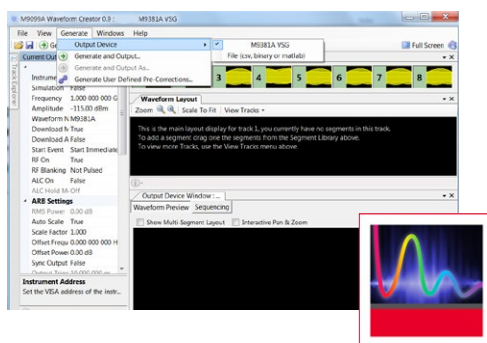 M9099A Waveform Creator 0.9 : M9381A VSG
File View Generate Windows Help
Output Device
M9381A VSG
File (csv, binary or matlab)
Full Screen
Generate and Output...
Generate and Output As...
Generate User Defined Pre-Corrections...
Track Explorer
Current Out
Instrume
3 4 5 6 7 8
Simulation False
Frequency 1.000 000 000 G
Amplitude -115.00 dBm
Waveform N M9381A
Download M True
Download A False
Start Event Start Immediate
RF On True
RF Blanking Not Pulsed
ALC On False
ALC Hold M Off
ARB Settings
RMS Power 0.00 dB
Auto Scale True
Scale Factor 1.000
Offset Frequ 0.000 000 000 H
Offset Power 0.00 dB
Sync Output False
Instrument Address
Set the VISA address of the instr...
Waveform Layout
Zoom Scale To Fit View Tracks
This is the main layout display for track 1, you currently have no segments in this track.
To add a segment drag one the segments from the Segment Library above.
To view more Tracks, use the View Tracks menu above.
Output Device Window : ...
Waveform Preview Sequencing
Show Multi-Segment Layout Interactive Pan & Zoom